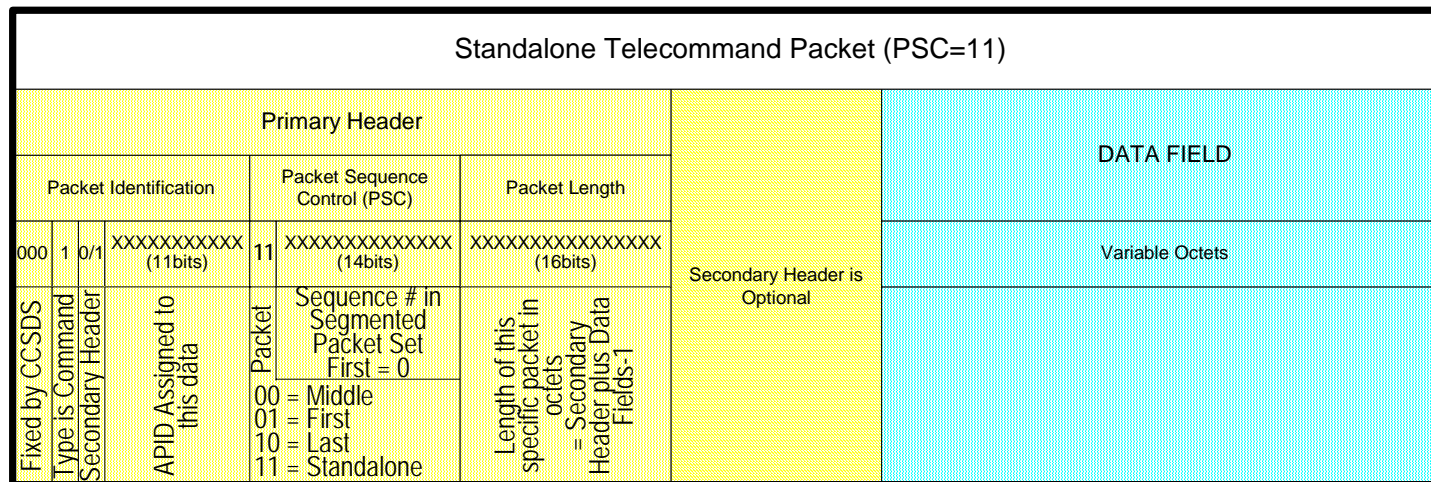 Standalone Telecommand Packet (PSC=11)
Primary Header
DATA FIELD
Packet Identification
Packet Sequence
Control (PSC)
Packet Length
000
1
0/1
XXXXXXXXXXX
(11bits)
11
XXXXXXXXXXXXXX
(14bits)
XXXXXXXXXXXXXXXX
(16bits)
Secondary Header is
Optional
Variable Octets
Fixed by CCSDS
Type is Command
Secondary Header
APID Assigned to
this data
Packet
Sequence # in
Segmented
Packet Set
First = 0
00 = Middle
01 = First
10 = Last
11 = Standalone
Length of this
specific packet in
octets
= Secondary
Header plus Data
Fields-1